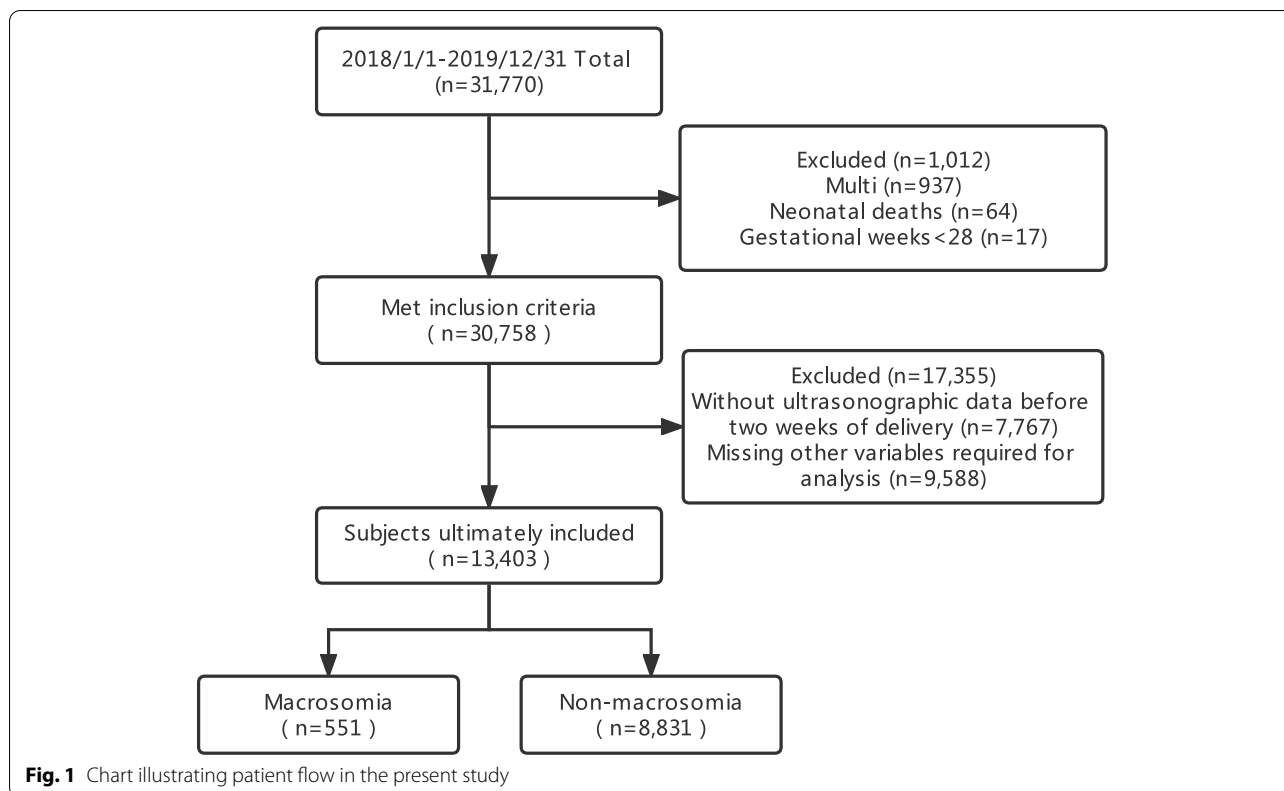 2018/1/1-2019/12/31 Total
(n=31,770)
Excluded (n=1,012)
Multi (n=937)
Neonatal deaths (n=64)
Gestational weeks<28 (n=17)
Met inclusion criteria
( n=30,758 )
Excluded (n=17,355)
Without ultrasonographic data before
two weeks of delivery (n=7,767)
Missing other variables required for
analysis (n=9,588)
Subjects ultimately included
( n=13,403 )
Macrosomia
( n=551 )
Non-macrosomia
( n=8,831 )
Fig. 1 Chart illustrating patient flow in the present study